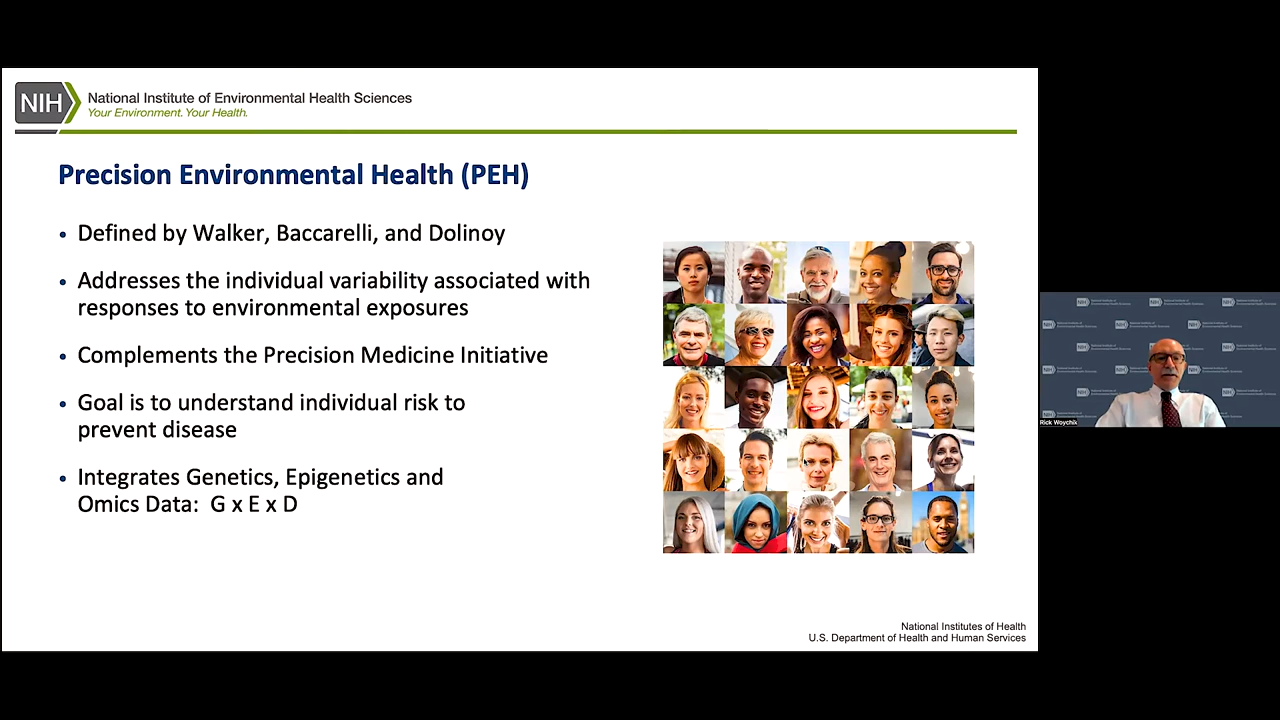 NIH
National Institute of Environmental Health Sciences
Your Environment. Your Health.
Precision Environmental Health (PEH)
• Defined by Walker, Baccarelli, and Dolinoy
• Addresses the individual variability associated with
responses to environmental exposures
• Complements the Precision Medicine Initiative
• Goal is to understand individual risk to
prevent disease
• Integrates Genetics, Epigenetics and
Omics Data: G x E x D
National Institutes of Health
U.S. Department of Health and Human Services
Rick Woychik